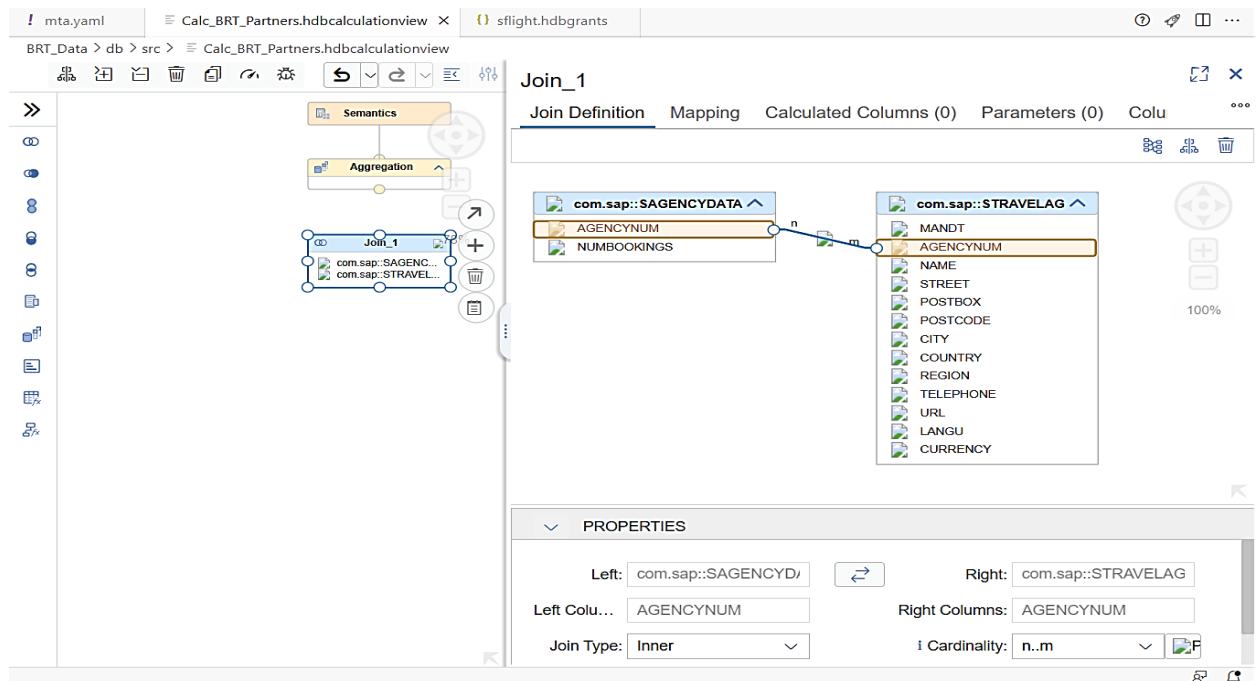 ! mta.yaml
Calc_BRT_Partners.hdbcalculationview
{} sflight.hdbgrants
BRT_Data > db > src > Calc_BRT_Partners.hdbcalculationview
Semantics
Aggregation
Join_1
com.sap::SAGENC...
com.sap::STRAVEL...
Join_1
Join Definition Mapping Calculated Columns (0) Parameters (0) Colu
com.sap::SAGENCYDATA
AGENCYNUM
NUMBOOKINGS
n
m
com.sap::STRAVELAG
MANDT
AGENCYNUM
NAME
STREET
POSTBOX
POSTCODE
CITY
COUNTRY
REGION
TELEPHONE
URL
LANGU
CURRENCY
100%
PROPERTIES
Left: com.sap::SAGENCYD
Right: com.sap::STRAVELAG
Left Colu... AGENCYNUM
Right Columns: AGENCYNUM
Join Type: Inner
i Cardinality: n..m
P